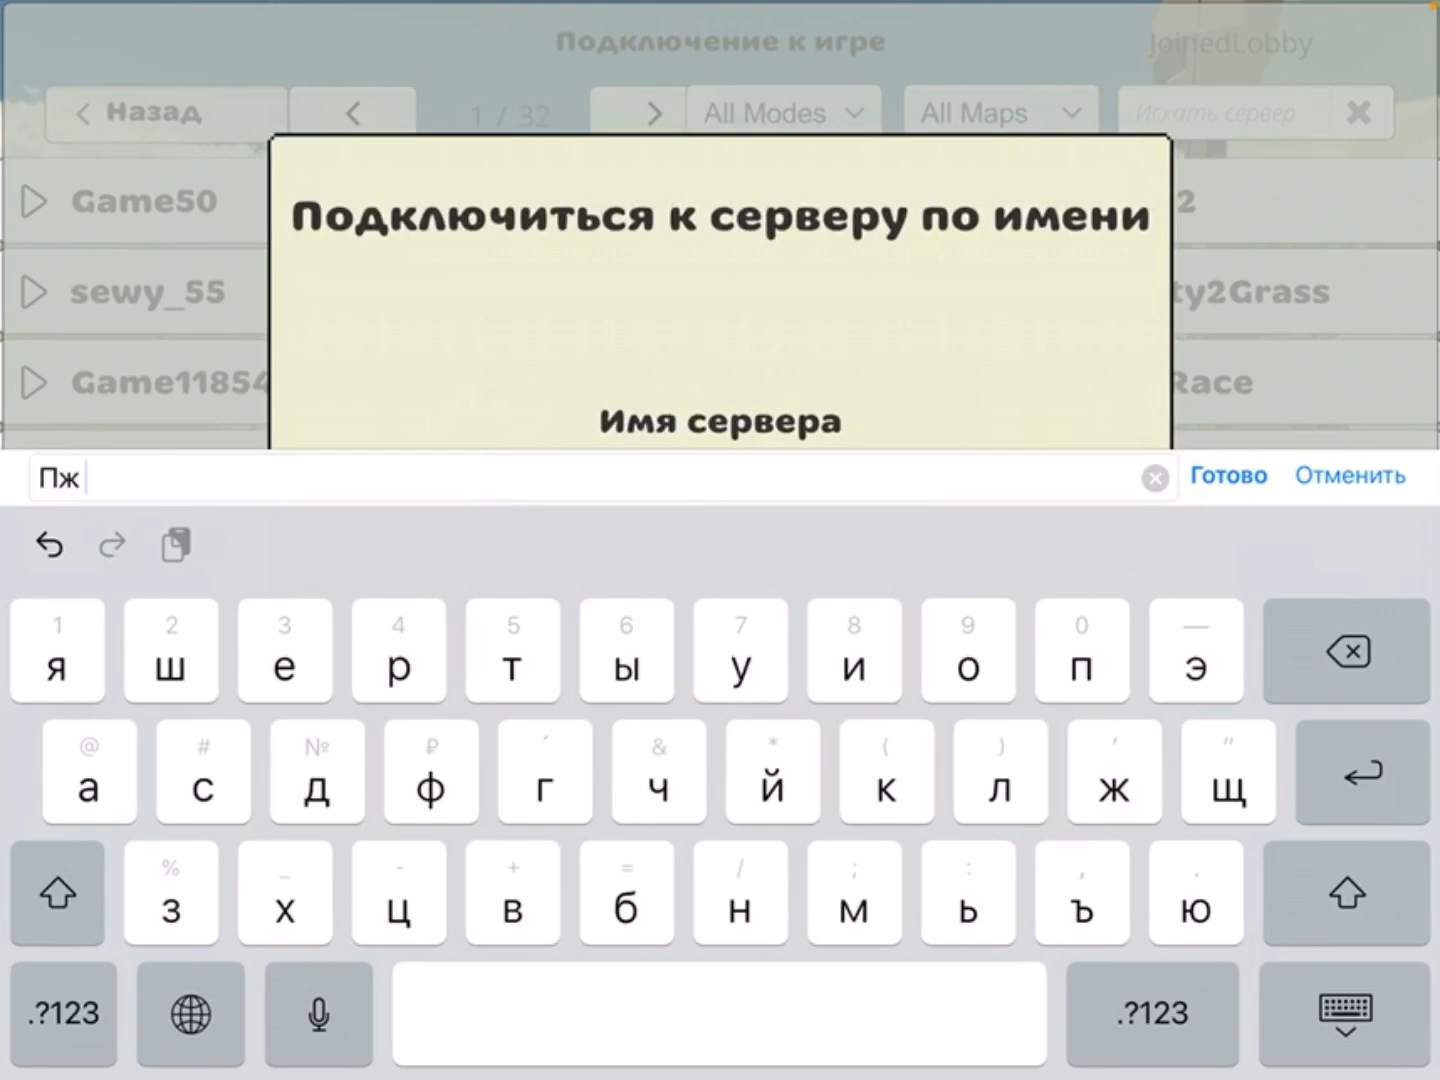 Подключение к игре
JoinedLobby
Назад
1 / 32
All Modes
All Maps
Искать сервер
Подключиться к серверу по имени
Game50
2
sewy_55
ty2Grass
Game11854
Race
Имя сервера
Пж
Готово
Отменить
1 2 3 4 5 6 7 8 9 0 —
я ш е р т ы у и о п э
@ # № ₽ ´ & * ( ) ’ ”
а с д ф г ч й к л ж щ
% _ - + = / ; : , .
з х ц в б н м ь ъ ю
.?123
.?123